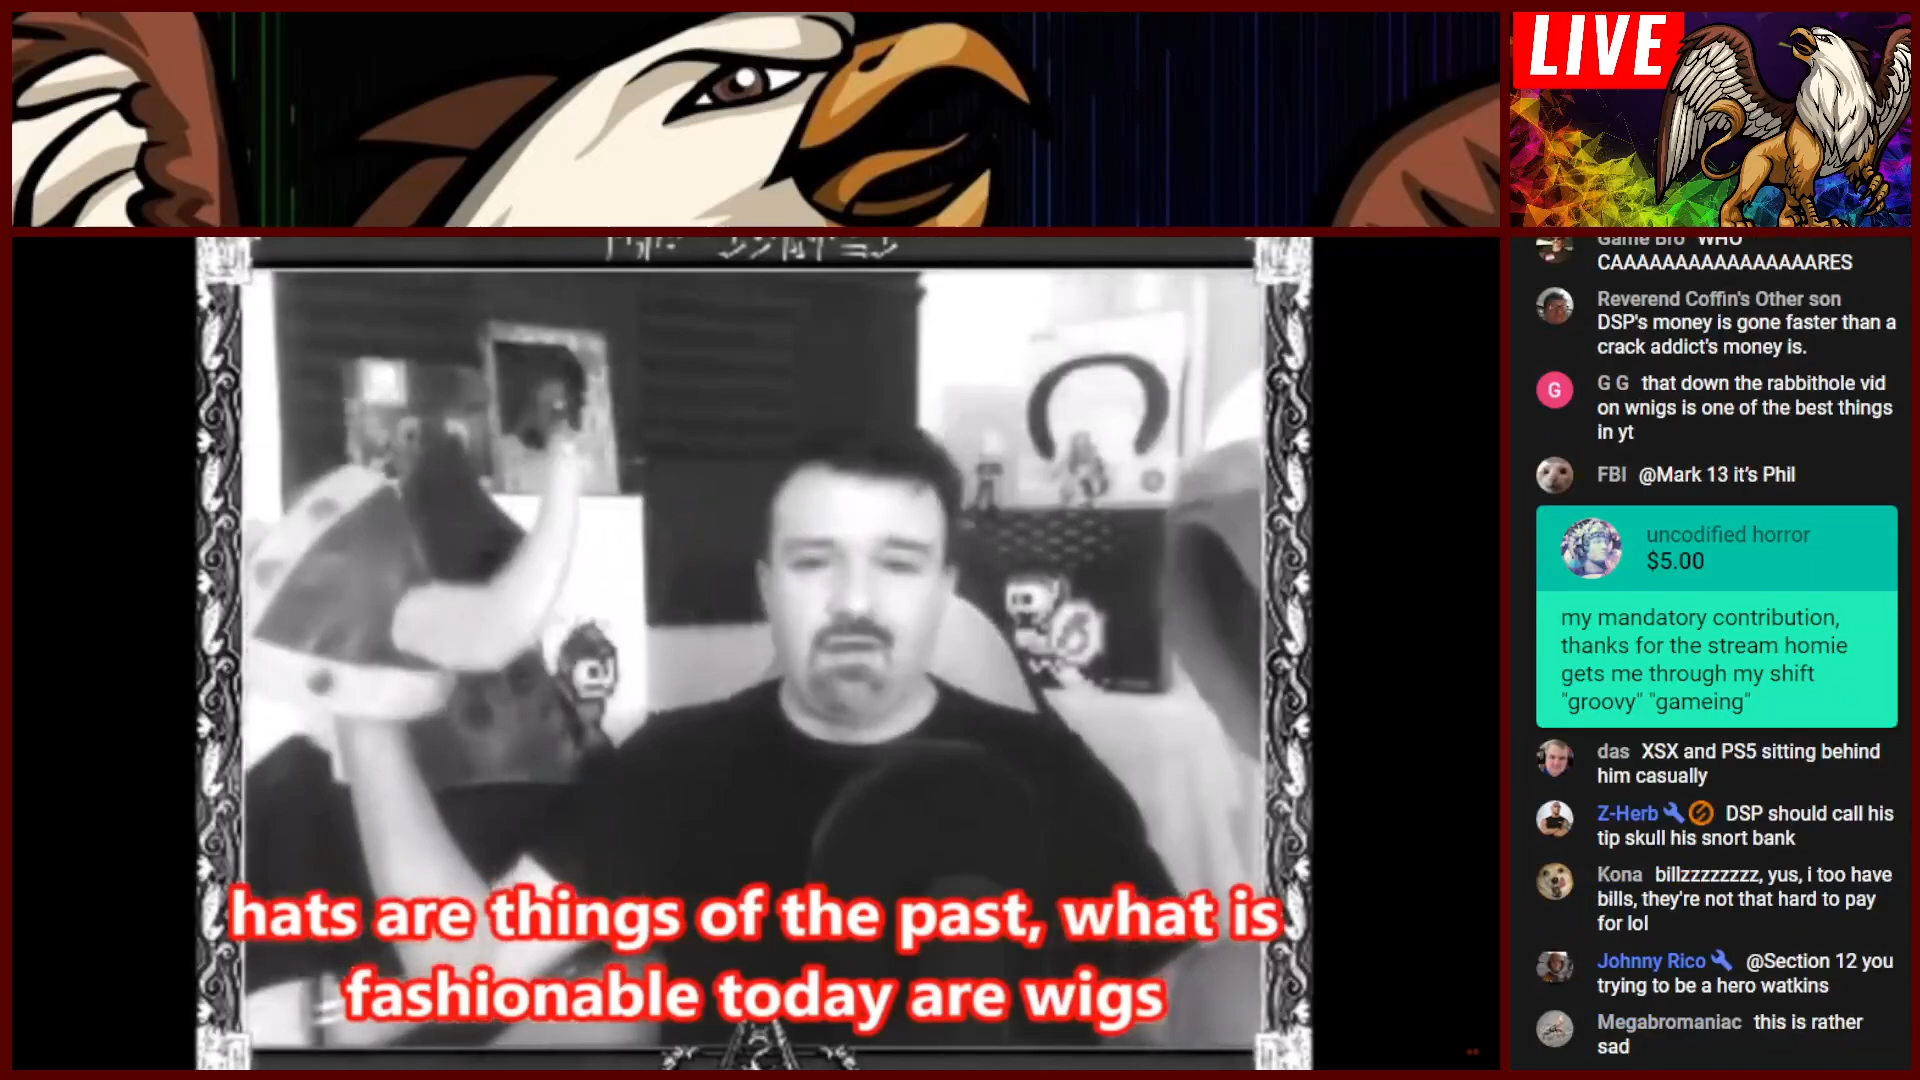 LIVE
hats are things of the past, what is
fashionable today are wigs
Game Bro WHO
CAAAAAAAAAAAAAAAARES
Reverend Coffin's Other son
DSP's money is gone faster than a
crack addict's money is.
G
G G that down the rabbithole vid
on wnigs is one of the best things
in yt
FBI @Mark 13 it's Phil
uncodified horror
$5.00
my mandatory contribution,
thanks for the stream homie
gets me through my shift
"groovy" "gameing"
das XSX and PS5 sitting behind
him casually
Z-Herb DSP should call his
tip skull his snort bank
Kona billzzzzzzzz, yus, i too have
bills, they're not that hard to pay
for lol
Johnny Rico @Section 12 you
trying to be a hero watkins
Megabromaniac this is rather
sad